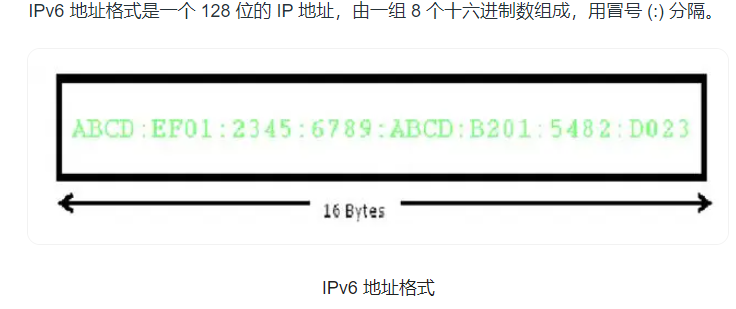 IPv6 地址格式是一个 128 位的 IP 地址，由一组 8 个十六进制数组成，用冒号 (:) 分隔。
ABCD:EF01:2345:6789:ABCD:B201:5482:D023
16 Bytes
IPv6 地址格式